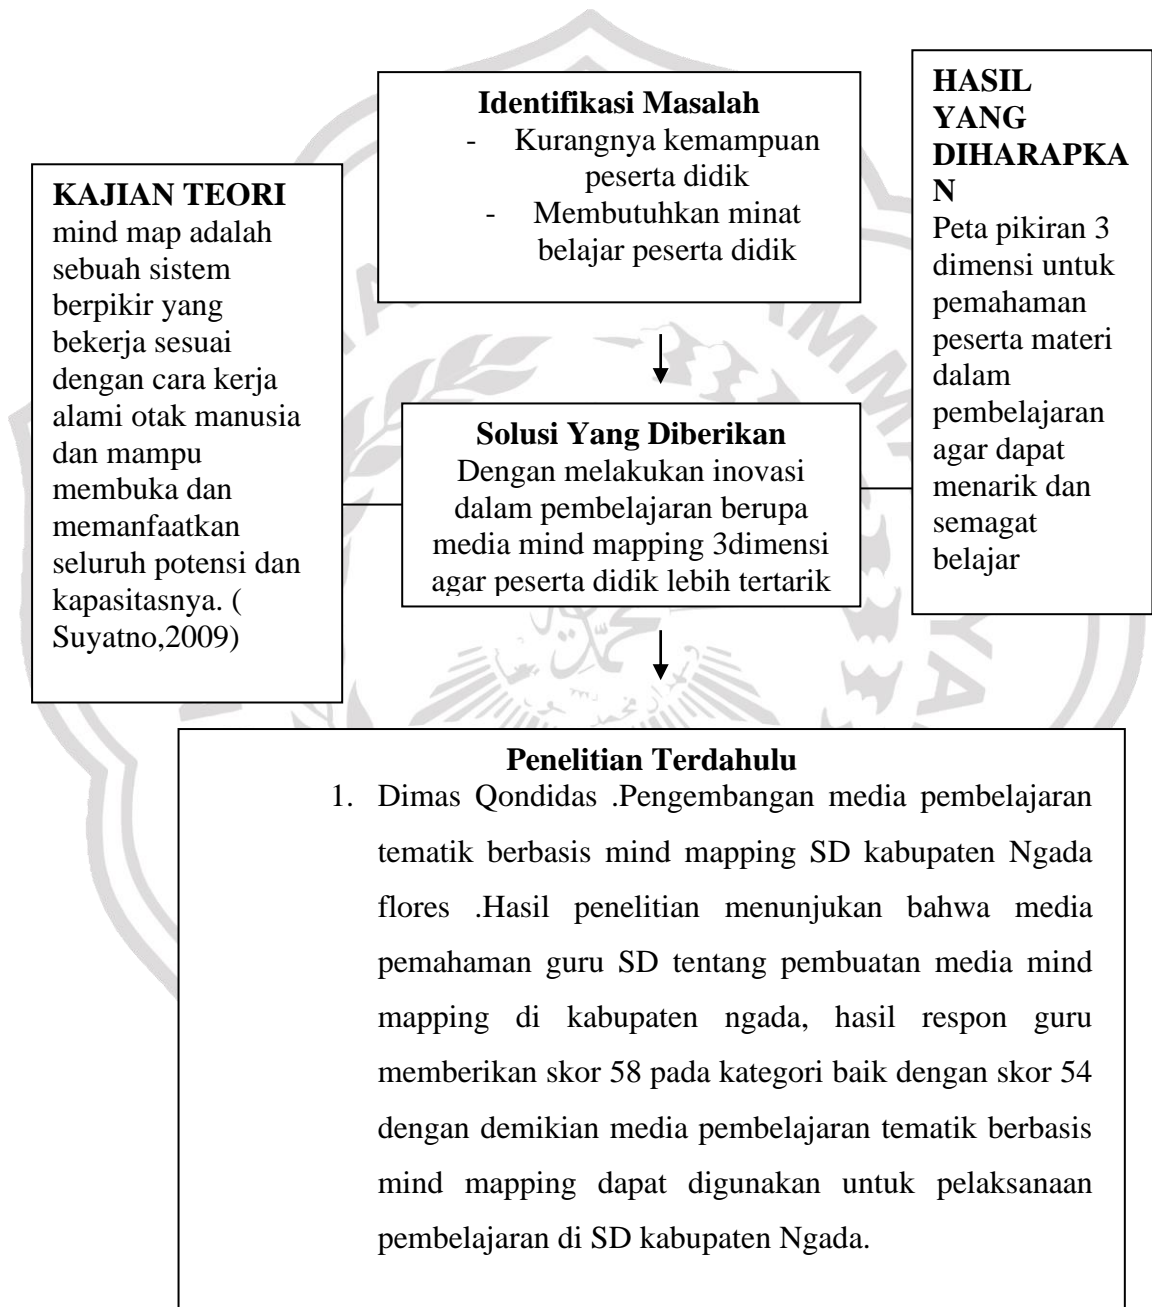 Identifikasi Masalah
- Kurangnya kemampuan
peserta didik
- Membutuhkan minat
belajar peserta didik
HASIL
YANG
DIHARAPKA
N
Peta pikiran 3
dimensi untuk
pemahaman
peserta materi
dalam
pembelajaran
agar dapat
menarik dan
semagat
belajar
KAJIAN TEORI
mind map adalah
sebuah sistem
berpikir yang
bekerja sesuai
dengan cara kerja
alami otak manusia
dan mampu
membuka dan
memanfaatkan
seluruh potensi dan
kapasitasnya. (
Suyatno,2009)
Solusi Yang Diberikan
Dengan melakukan inovasi
dalam pembelajaran berupa
media mind mapping 3dimensi
agar peserta didik lebih tertarik
Penelitian Terdahulu
1. Dimas Qondidas .Pengembangan media pembelajaran
tematik berbasis mind mapping SD kabupaten Ngada
flores .Hasil penelitian menunjukan bahwa media
pemahaman guru SD tentang pembuatan media mind
mapping di kabupaten ngada, hasil respon guru
memberikan skor 58 pada kategori baik dengan skor 54
dengan demikian media pembelajaran tematik berbasis
mind mapping dapat digunakan untuk pelaksanaan
pembelajaran di SD kabupaten Ngada.